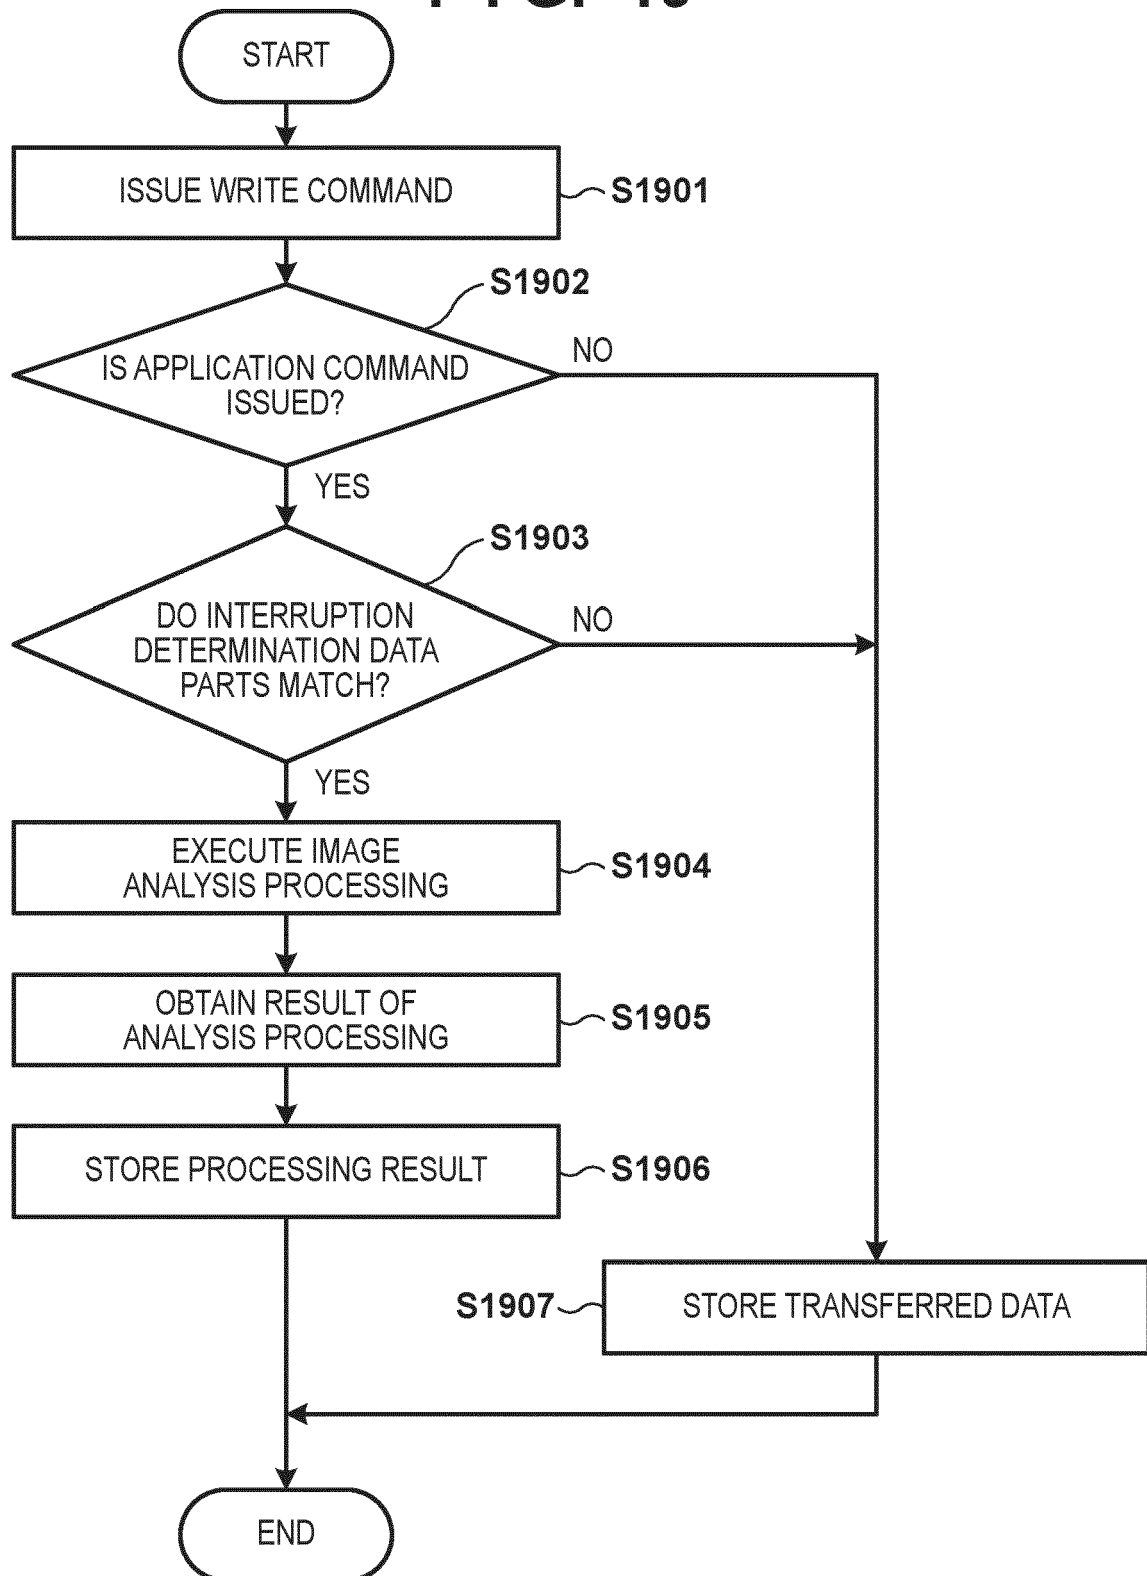 START
ISSUE WRITE COMMAND
S1901
S1902
IS APPLICATION COMMAND
ISSUED?
NO
YES
S1903
DO INTERRUPTION
DETERMINATION DATA
PARTS MATCH?
NO
YES
EXECUTE IMAGE
ANALYSIS PROCESSING
S1904
OBTAIN RESULT OF
ANALYSIS PROCESSING
S1905
STORE PROCESSING RESULT
S1906
S1907
STORE TRANSFERRED DATA
END